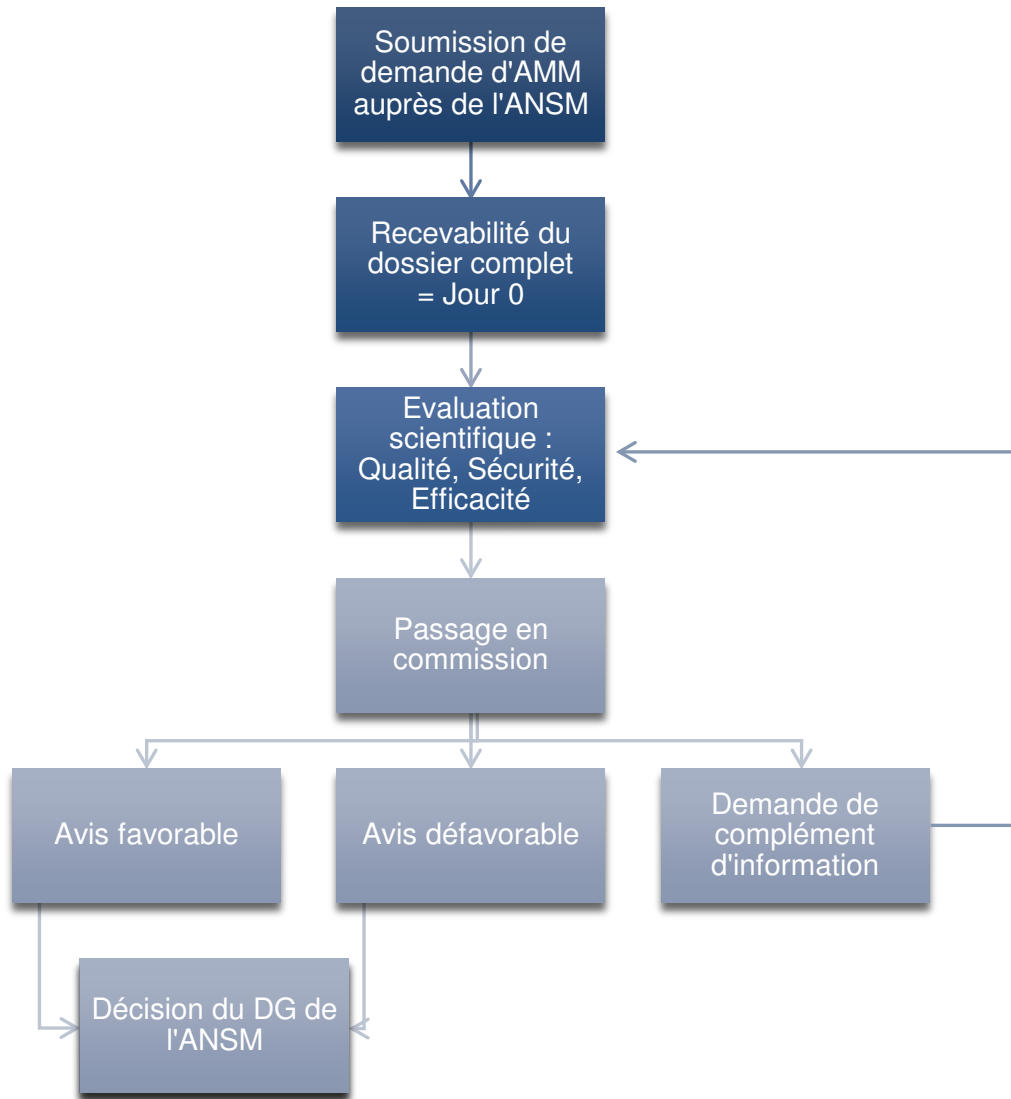 Soumission de
demande d'AMM
auprès de l'ANSM
Recevabilité du
dossier complet
= Jour 0
Evaluation
scientifique :
Qualité, Sécurité,
Efficacité
Passage en
commission
Avis favorable
Avis défavorable
Demande de
complément
d'information
Décision du DG de
l'ANSM